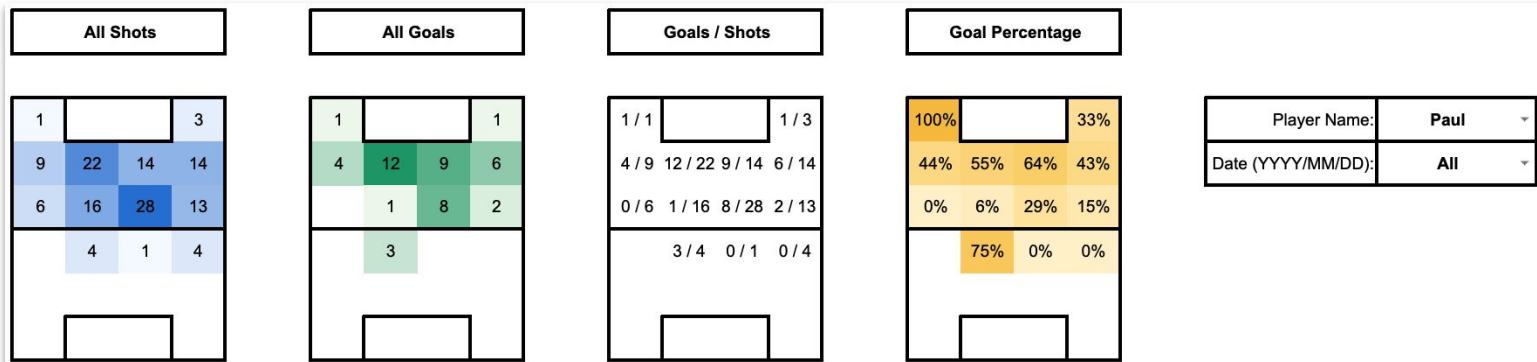 All Shots All Goals Goals / Shots Goal Percentage
1 3 1 1 1 / 1 1 / 3 100% 33% Player Name: Paul
9 22 14 14 4 12 9 6 4 / 9 12 / 22 9 / 14 6 / 14 44% 55% 64% 43% Date (YYYY/MM/DD): All
6 16 28 13 1 8 2 0 / 6 1 / 16 8 / 28 2 / 13 0% 6% 29% 15%
4 1 4 3 3 / 4 0 / 1 0 / 4 75% 0% 0%